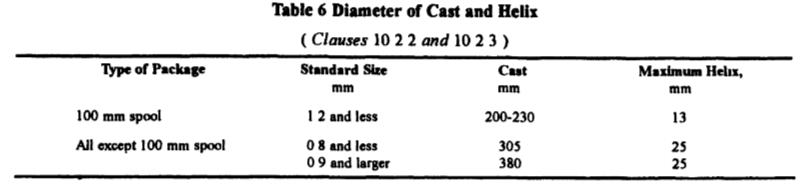 Table 6 Diameter of Cast and Helix
( Clauses 10 2 2 and 10 2 3 )
Type of Package Standard Size Cast Maximum Helix,
mm mm mm
100 mm spool 1 2 and less 200-230 13
All except 100 mm spool 0 8 and less 305 25
0 9 and larger 380 25